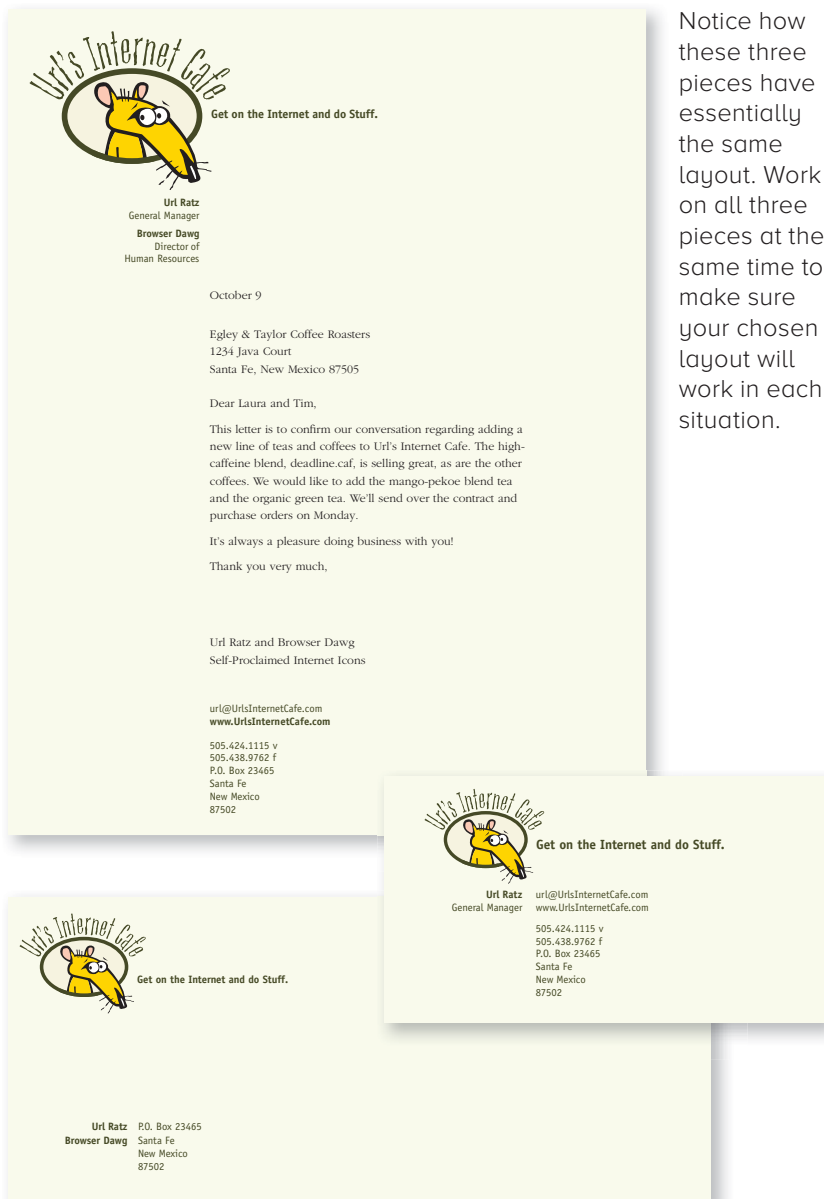 Url's Internet Cafe
Get on the Internet and do Stuff.
Url Ratz
General Manager
Browser Dawg
Director of
Human Resources
October 9
Egley & Taylor Coffee Roasters
1234 Java Court
Santa Fe, New Mexico 87505
Dear Laura and Tim,
This letter is to confirm our conversation regarding adding a
new line of teas and coffees to Url's Internet Cafe. The high-
caffeine blend, deadline.caf, is selling great, as are the other
coffees. We would like to add the mango-pekoe blend tea
and the organic green tea. We'll send over the contract and
purchase orders on Monday.
It's always a pleasure doing business with you!
Thank you very much,
Url Ratz and Browser Dawg
Self-Proclaimed Internet Icons
url@UrlsInternetCafe.com
www.UrlsInternetCafe.com
505.424.1115 v
505.438.9762 f
P.O. Box 23465
Santa Fe
New Mexico
87502
Notice how
these three
pieces have
essentially
the same
layout. Work
on all three
pieces at the
same time to
make sure
your chosen
layout will
work in each
situation.
Url's Internet Cafe
Get on the Internet and do Stuff.
Url Ratz url@UrlsInternetCafe.com
General Manager www.UrlsInternetCafe.com
505.424.1115 v
505.438.9762 f
P.O. Box 23465
Santa Fe
New Mexico
87502
Url's Internet Cafe
Get on the Internet and do Stuff.
Url Ratz P.O. Box 23465
Browser Dawg Santa Fe
New Mexico
87502